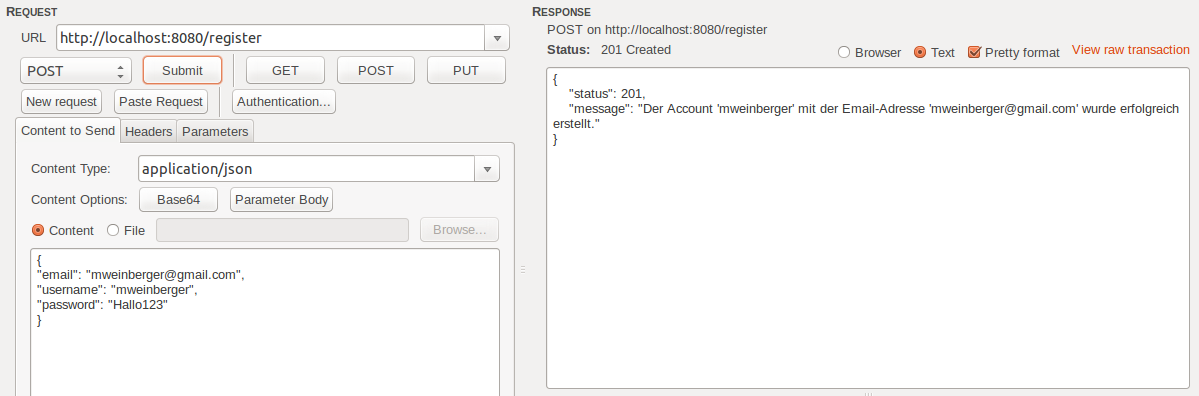 REQUEST
URL http://localhost:8080/register
POST Submit GET POST PUT
New request Paste Request Authentication...
Content to Send Headers Parameters
Content Type: application/json
Content Options: Base64 Parameter Body
Content File Browse...
{
"email": "mweinberger@gmail.com",
"username": "mweinberger",
"password": "Hallo123"
}
RESPONSE
POST on http://localhost:8080/register
Status: 201 Created
Browser Text Pretty format View raw transaction
{
"status": 201,
"message": "Der Account 'mweinberger' mit der Email-Adresse 'mweinberger@gmail.com' wurde erfolgreich
erstellt."
}